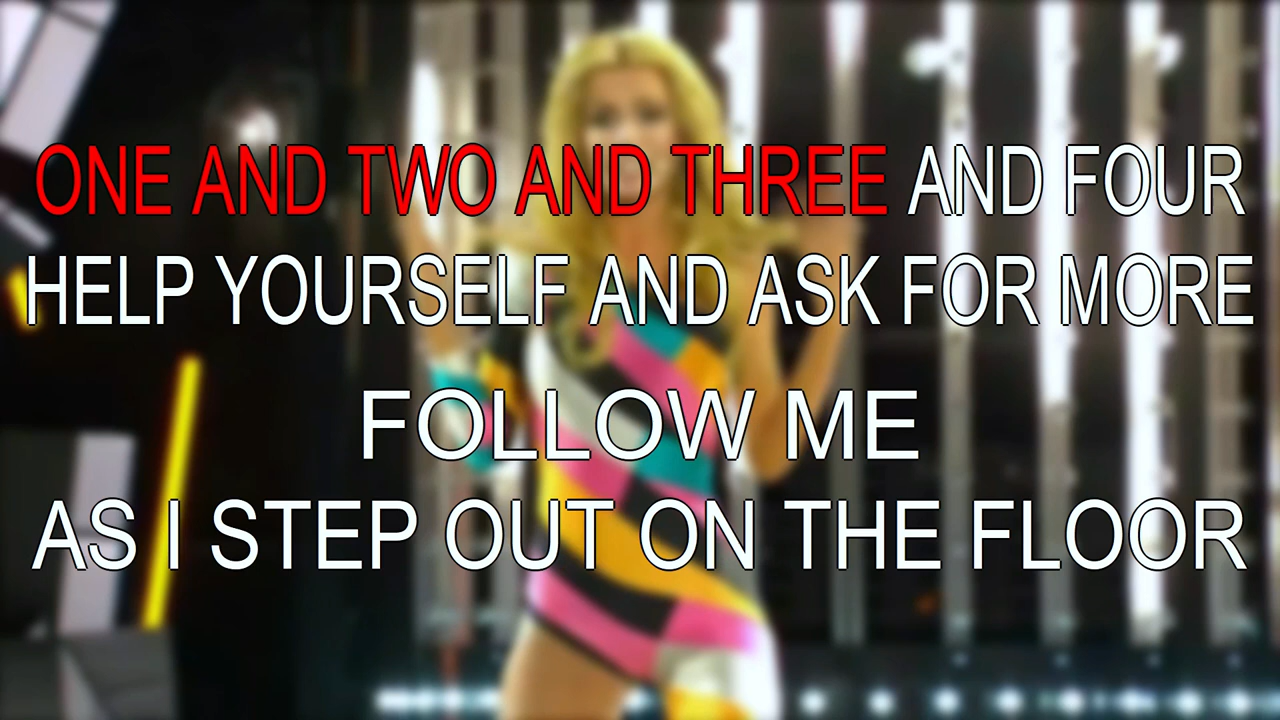 ONE AND TWO AND THREE AND FOUR
HELP YOURSELF AND ASK FOR MORE
FOLLOW ME
AS I STEP OUT ON THE FLOOR